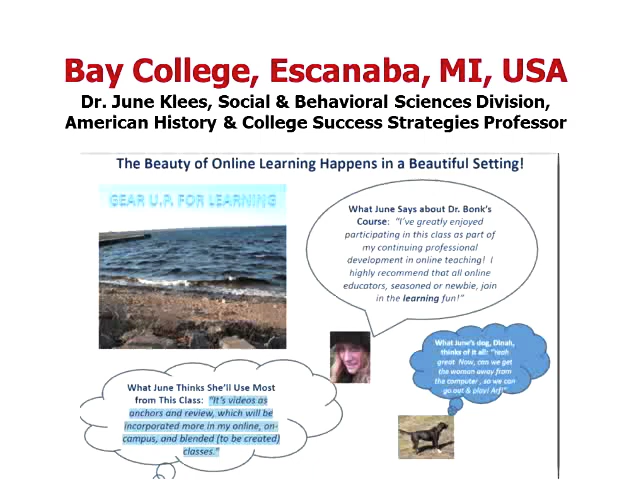 Bay College, Escanaba, MI, USA
Dr. June Klees, Social & Behavioral Sciences Division,
American History & College Success Strategies Professor
The Beauty of Online Learning Happens in a Beautiful Setting!
GEAR U.P. FOR LEARNING
What June Says about Dr. Bonk's
Course: "I've greatly enjoyed
participating in this class as part of
my continuing professional
development in online teaching! I
highly recommend that all online
educators, seasoned or newbie, join
in the learning fun!"
What June's dog, Dinah,
thinks of it all: "Yeah
great Now, can we get
the woman away from
the computer , so we can
go out & play! Arf!"
What June Thinks She'll Use Most
from This Class: "It's videos as
anchors and review, which will be
incorporated more in my online, on-
campus, and blended (to be created)
classes."